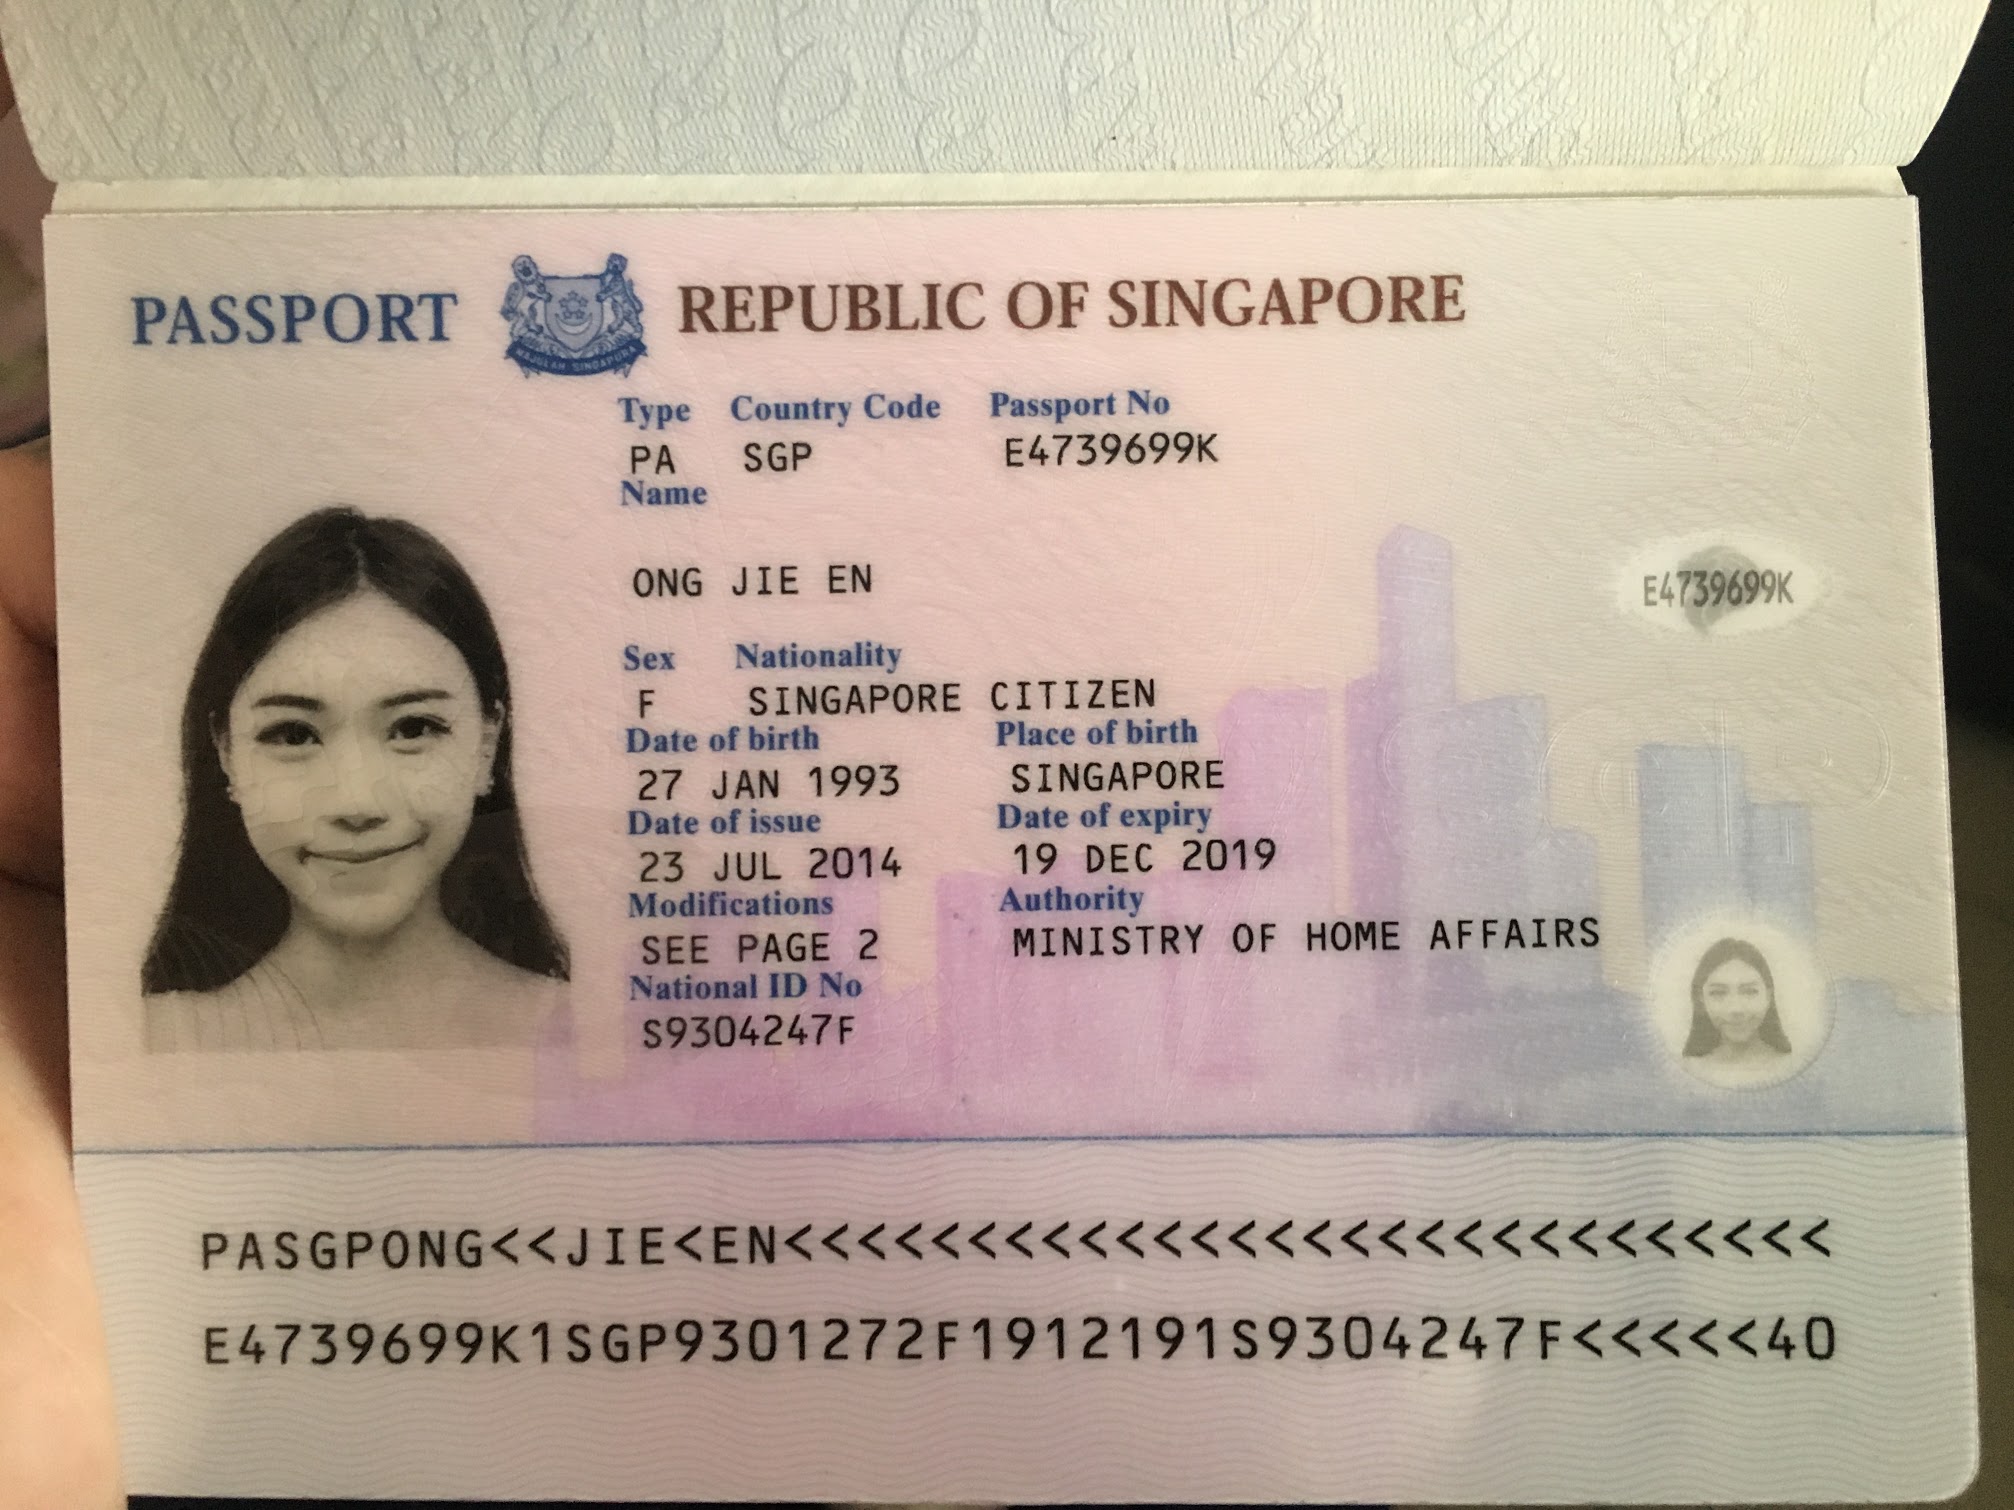 PASSPORT REPUBLIC OF SINGAPORE
MAJULAH SINGAPURA
Type Country Code Passport No
PA SGP E4739699K
Name
ONG JIE EN
E4739699K
Sex Nationality
F SINGAPORE CITIZEN
Date of birth Place of birth
27 JAN 1993 SINGAPORE
Date of issue Date of expiry
23 JUL 2014 19 DEC 2019
Modifications Authority
SEE PAGE 2 MINISTRY OF HOME AFFAIRS
National ID No
S9304247F
PASGPONG<<JIE<EN<<<<<<<<<<<<<<<<<<<<<<<<<<<<
E4739699K1SGP9301272F1912191S9304247F<<<<<40